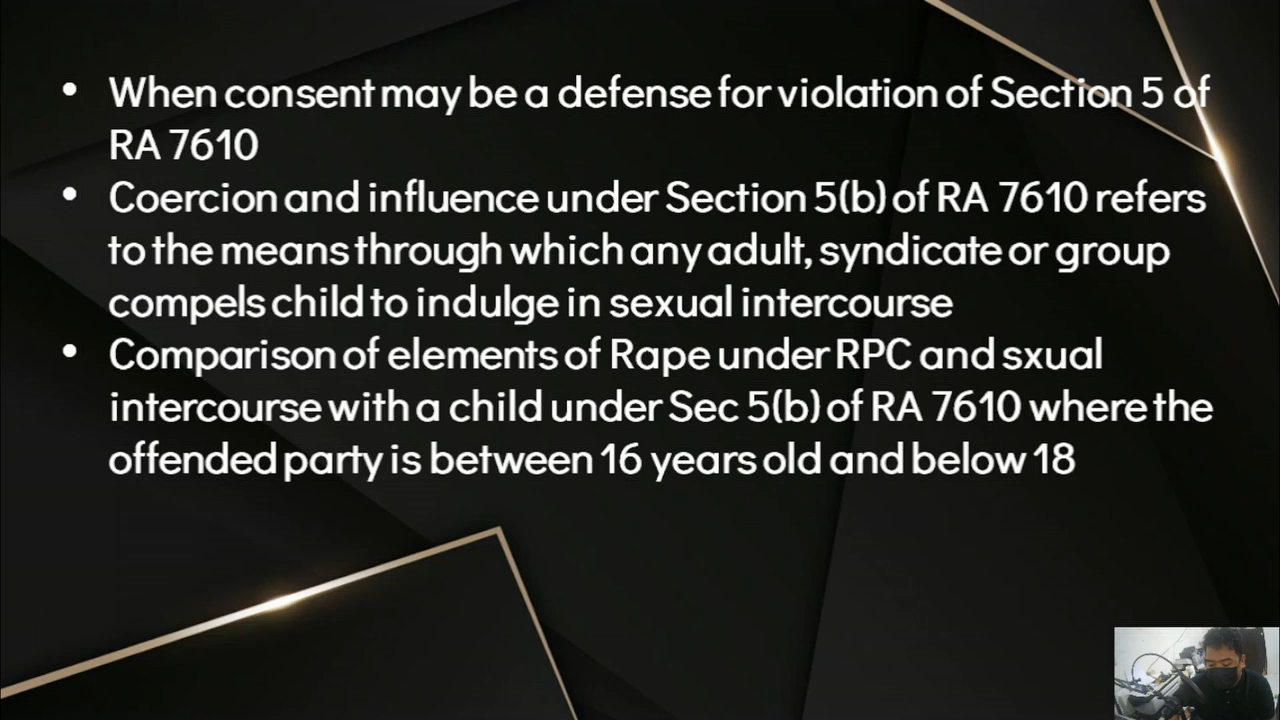 • When consent may be a defense for violation of Section 5 of
RA 7610
• Coercion and influence under Section 5(b) of RA 7610 refers
to the means through which any adult, syndicate or group
compels child to indulge in sexual intercourse
• Comparison of elements of Rape under RPC and sxual
intercourse with a child under Sec 5(b) of RA 7610 where the
offended party is between 16 years old and below 18